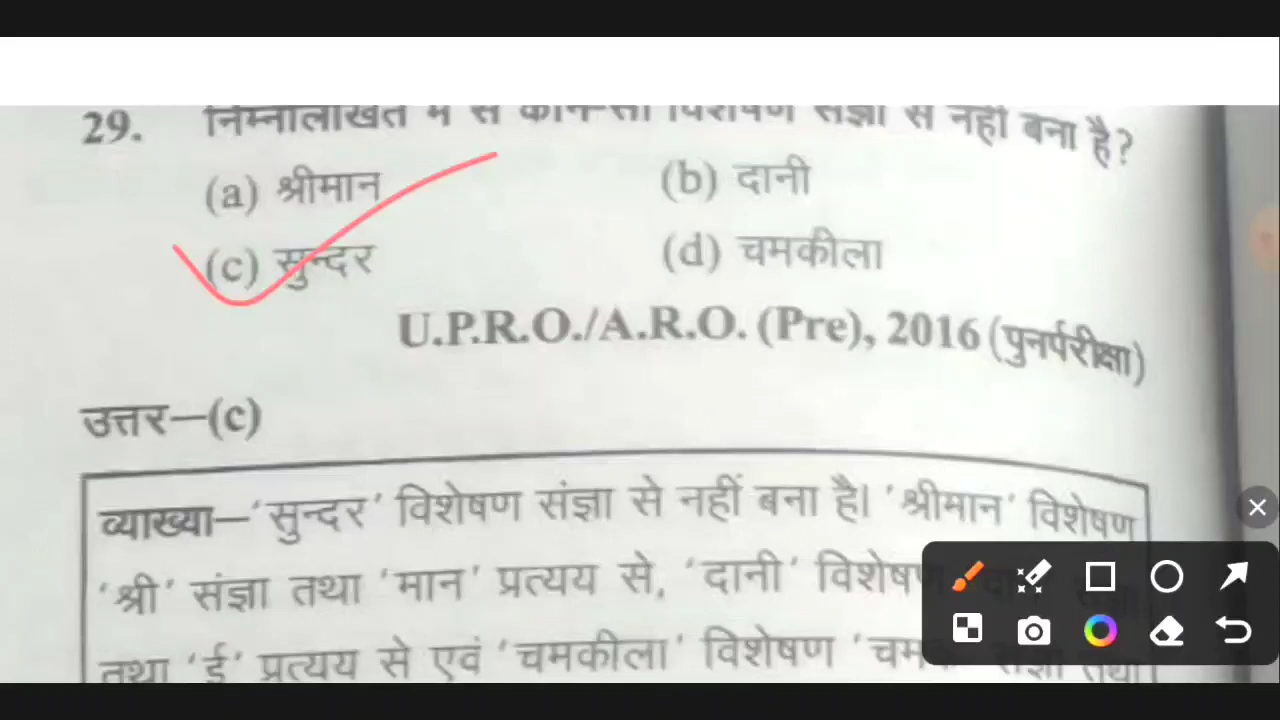 29. निम्नलिखित में से कौन-सा विशेषण संज्ञा से नहीं बना है?
(a) श्रीमान (b) दानी
(c) सुन्दर (d) चमकीला
U.P.R.O./A.R.O. (Pre), 2016 (पुनर्परीक्षा)
उत्तर—(c)
व्याख्या—'सुन्दर' विशेषण संज्ञा से नहीं बना है। 'श्रीमान' विशेषण
'श्री' संज्ञा तथा 'मान' प्रत्यय से, 'दानी' विशेषण
तथा 'ई' प्रत्यय से एवं 'चमकीला' विशेषण संज्ञा तथा